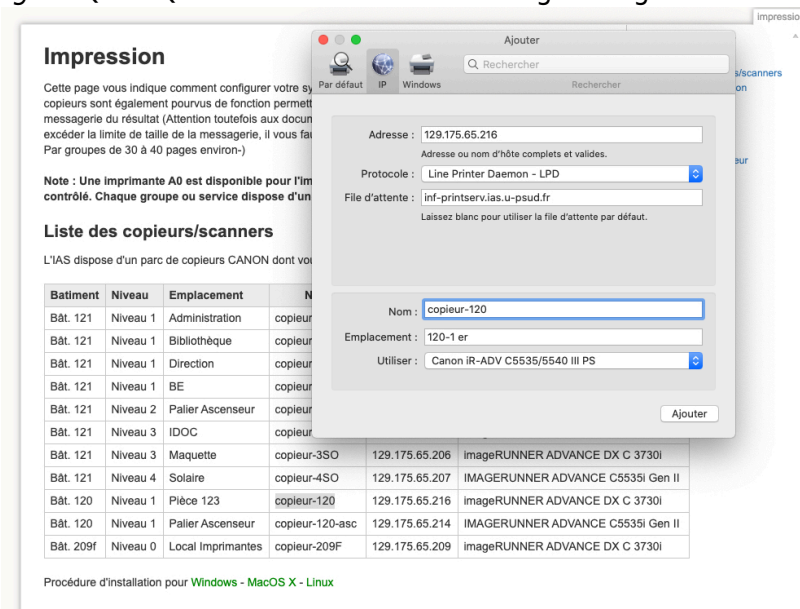 impressio
Impression
Cette page vous indique comment configurer votre sy
copieurs sont également pourvus de fonction permett
messagerie du résultat (Attention toutefois aux docun
excéder la limite de taille de la messagerie, il vous fau
Par groupes de 30 à 40 pages environ-)
Note : Une imprimante A0 est disponible pour l'im
contrôlé. Chaque groupe ou service dispose d'un
Liste des copieurs/scanners
L'IAS dispose d'un parc de copieurs CANON dont vou
s/scanners
on
eur
Ajouter
Par défaut IP Windows
Rechercher
Rechercher
Adresse : 129.175.65.216
Adresse ou nom d'hôte complets et valides.
Protocole : Line Printer Daemon - LPD
File d'attente : inf-printserv.ias.u-psud.fr
Laissez blanc pour utiliser la file d'attente par défaut.
Nom : copieur-120
Emplacement : 120-1 er
Utiliser : Canon iR-ADV C5535/5540 III PS
Ajouter
Batiment Niveau Emplacement N
Bât. 121 Niveau 1 Administration copieur
Bât. 121 Niveau 1 Bibliothèque copieur
Bât. 121 Niveau 1 Direction copieur
Bât. 121 Niveau 1 BE copieur
Bât. 121 Niveau 2 Palier Ascenseur copieur
Bât. 121 Niveau 3 IDOC copieur
Bât. 121 Niveau 3 Maquette copieur-3SO 129.175.65.206 imageRUNNER ADVANCE DX C 3730i
Bât. 121 Niveau 4 Solaire copieur-4SO 129.175.65.207 IMAGERUNNER ADVANCE C5535i Gen II
Bât. 120 Niveau 1 Pièce 123 copieur-120 129.175.65.216 imageRUNNER ADVANCE DX C 3730i
Bât. 120 Niveau 1 Palier Ascenseur copieur-120-asc 129.175.65.214 IMAGERUNNER ADVANCE C5535i Gen II
Bât. 209f Niveau 0 Local Imprimantes copieur-209F 129.175.65.209 imageRUNNER ADVANCE DX C 3730i
Procédure d'installation pour Windows - MacOS X - Linux